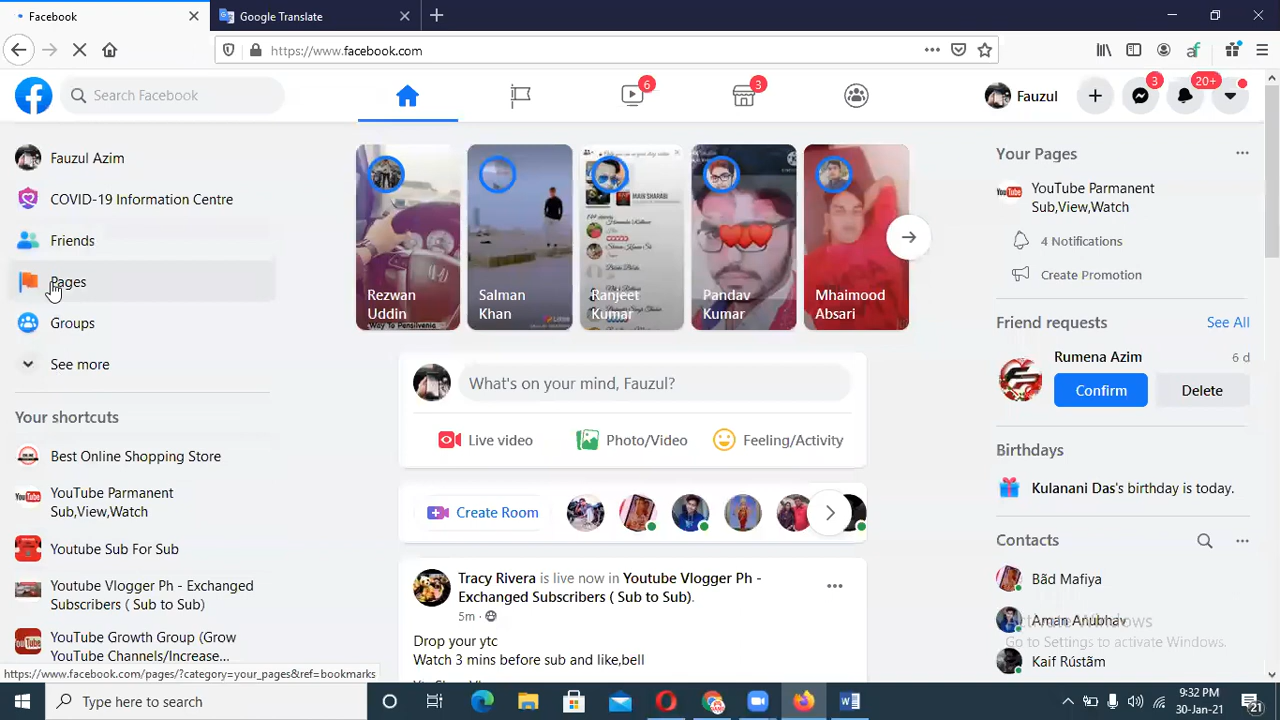 Facebook
Google Translate
https://www.facebook.com
Search Facebook
6
3
Fauzul
3
20+
Fauzul Azim
COVID-19 Information Centre
Friends
Pages
Groups
See more
Your shortcuts
Best Online Shopping Store
YouTube Parmanent
Sub,View,Watch
Youtube Sub For Sub
Youtube Vlogger Ph - Exchanged
Subscribers ( Sub to Sub)
YouTube Growth Group (Grow
YouTube Channels/Increase...
Rezwan
Uddin
Salman
Khan
Ranjeet
Kumar
Pandav
Kumar
Mhaimood
Absari
What's on your mind, Fauzul?
Live video
Photo/Video
Feeling/Activity
Create Room
Tracy Rivera is live now in Youtube Vlogger Ph -
Exchanged Subscribers ( Sub to Sub).
5m
Drop your ytc
Watch 3 mins before sub and like,bell
Your Pages
YouTube Parmanent
Sub,View,Watch
4 Notifications
Create Promotion
Friend requests
See All
Rumena Azim
6 d
Confirm
Delete
Birthdays
Kulanani Das's birthday is today.
Contacts
Bãd Mafiya
Aman Anubhav
Kaif Rústãm
Activate Windows
Go to Settings to activate Windows.
https://www.facebook.com/pages/?category=your_pages&ref=bookmarks
Type here to search
9:32 PM
30-Jan-21
21